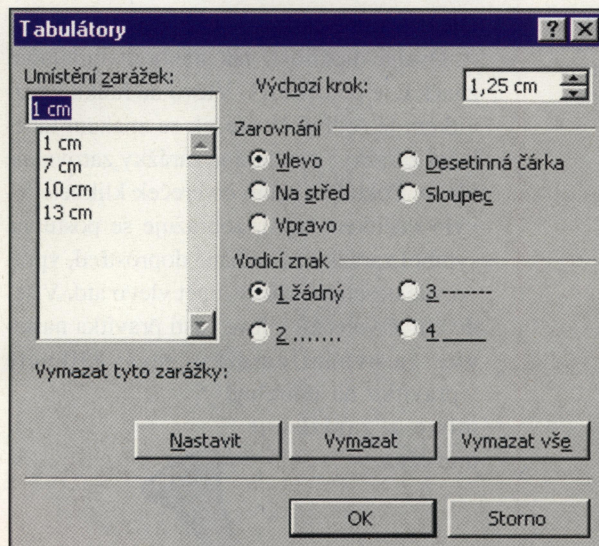 Tabulátory
Umístění zarážek:
1 cm
1 cm
7 cm
10 cm
13 cm
Výchozí krok:
1,25 cm
Zarovnání
Vlevo
Desetinná čárka
Na střed
Sloupec
Vpravo
Vodicí znak
1 žádný
3 -------
2 .......
4 ____
Vymazat tyto zarážky:
Nastavit
Vymazat
Vymazat vše
OK
Storno